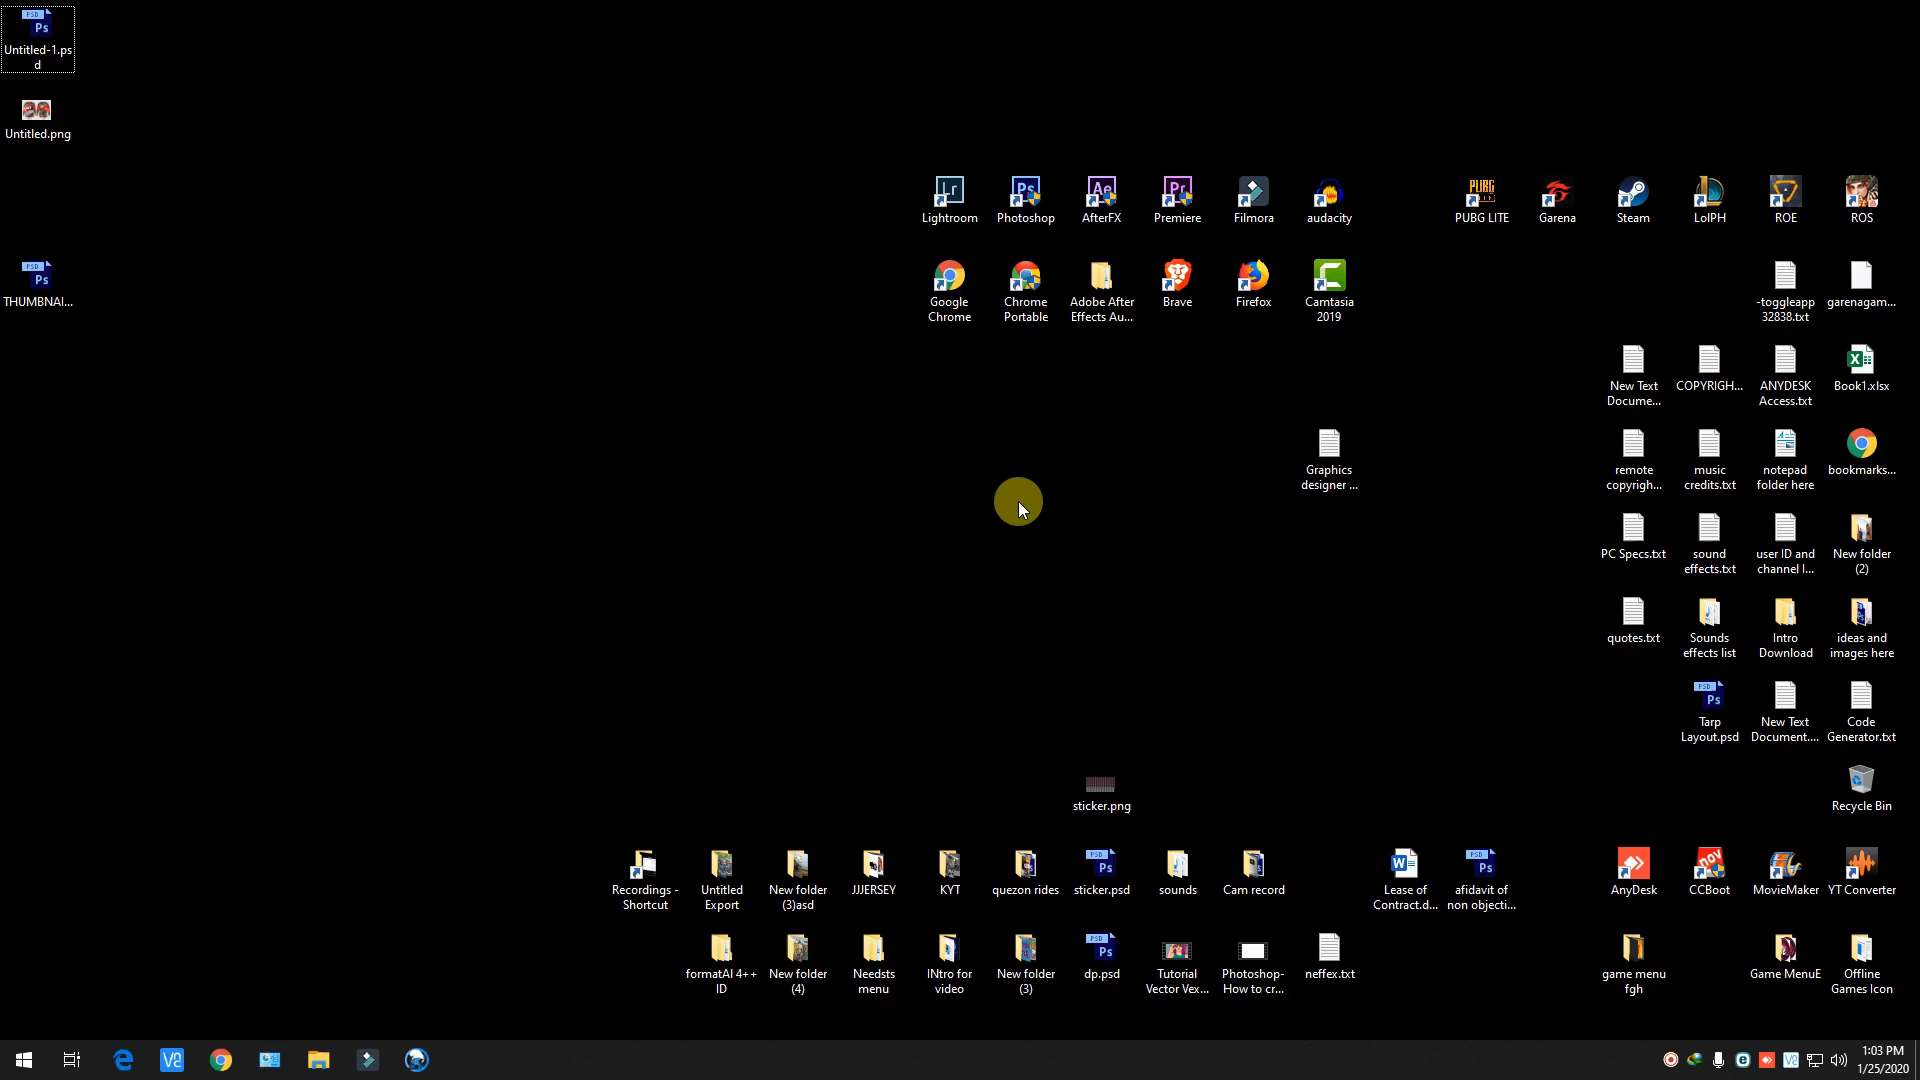 Untitled-1.ps
d
Untitled.png
Lightroom
Photoshop
AfterFX
Premiere
Filmora
audacity
PUBG LITE
Garena
Steam
LolPH
ROE
ROS
THUMBNAI...
Google
Chrome
Chrome
Portable
Adobe After
Effects Au...
Brave
Firefox
Camtasia
2019
-toggleapp
32838.txt
garenagam...
New Text
Docume...
COPYRIGH...
ANYDESK
Access.txt
Book1.xlsx
Graphics
designer ...
remote
copyrigh...
music
credits.txt
notepad
folder here
bookmarks...
PC Specs.txt
sound
effects.txt
user ID and
channel l...
New folder
(2)
quotes.txt
Sounds
effects list
Intro
Download
ideas and
images here
Tarp
Layout.psd
New Text
Document....
Code
Generator.txt
sticker.png
Recycle Bin
Recordings -
Shortcut
Untitled
Export
New folder
(3)asd
JJJERSEY
KYT
quezon rides
sticker.psd
sounds
Cam record
Lease of
Contract.d...
afidavit of
non objecti...
AnyDesk
CCBoot
MovieMaker
YT Converter
formatAI 4++
ID
New folder
(4)
Needsts
menu
INtro for
video
New folder
(3)
dp.psd
Tutorial
Vector Vex...
Photoshop-
How to cr...
neffex.txt
game menu
fgh
Game MenuE
Offline
Games Icon
1:03 PM
1/25/2020